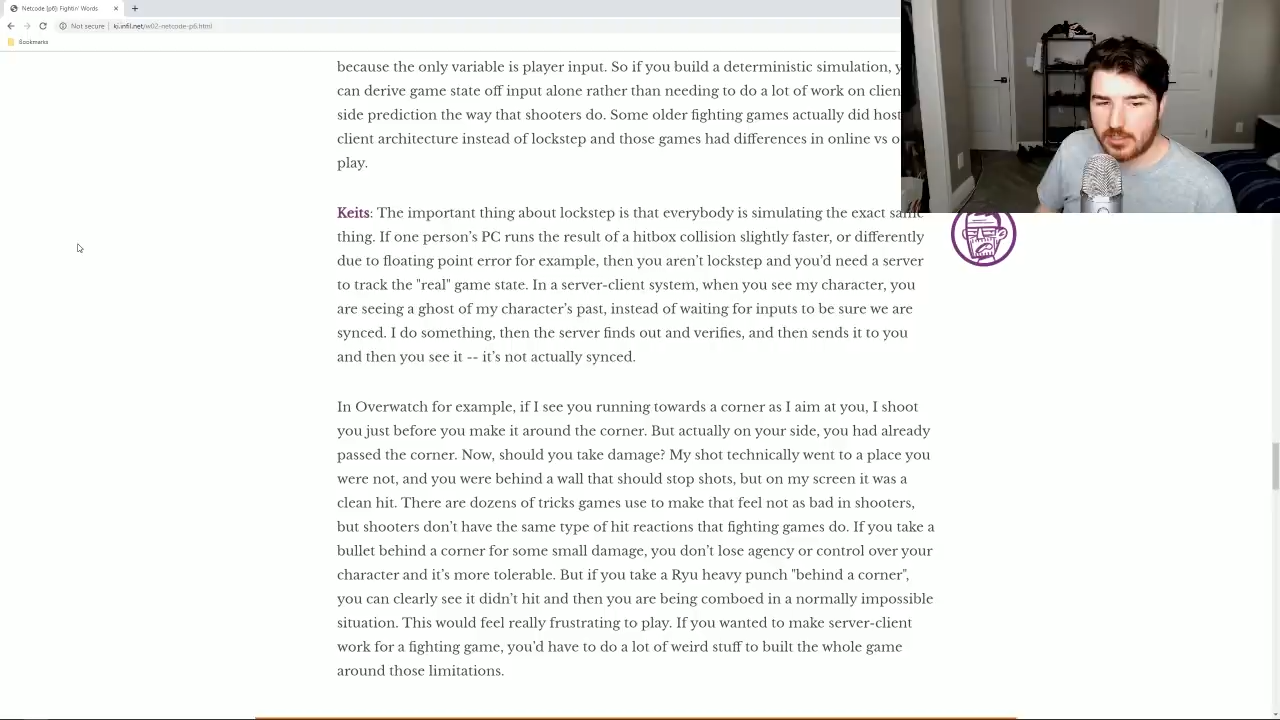 Netcode [p6] Fightin' Words
Not secure
ki.infil.net/w02-netcode-p6.html
Bookmarks
because the only variable is player input. So if you build a deterministic simulation, y
can derive game state off input alone rather than needing to do a lot of work on clien
side prediction the way that shooters do. Some older fighting games actually did host
client architecture instead of lockstep and those games had differences in online vs o
play.
Keits: The important thing about lockstep is that everybody is simulating the exact same
thing. If one person's PC runs the result of a hitbox collision slightly faster, or differently
due to floating point error for example, then you aren't lockstep and you'd need a server
to track the "real" game state. In a server-client system, when you see my character, you
are seeing a ghost of my character's past, instead of waiting for inputs to be sure we are
synced. I do something, then the server finds out and verifies, and then sends it to you
and then you see it -- it's not actually synced.
In Overwatch for example, if I see you running towards a corner as I aim at you, I shoot
you just before you make it around the corner. But actually on your side, you had already
passed the corner. Now, should you take damage? My shot technically went to a place you
were not, and you were behind a wall that should stop shots, but on my screen it was a
clean hit. There are dozens of tricks games use to make that feel not as bad in shooters,
but shooters don't have the same type of hit reactions that fighting games do. If you take a
bullet behind a corner for some small damage, you don't lose agency or control over your
character and it's more tolerable. But if you take a Ryu heavy punch "behind a corner",
you can clearly see it didn't hit and then you are being comboed in a normally impossible
situation. This would feel really frustrating to play. If you wanted to make server-client
work for a fighting game, you'd have to do a lot of weird stuff to built the whole game
around those limitations.